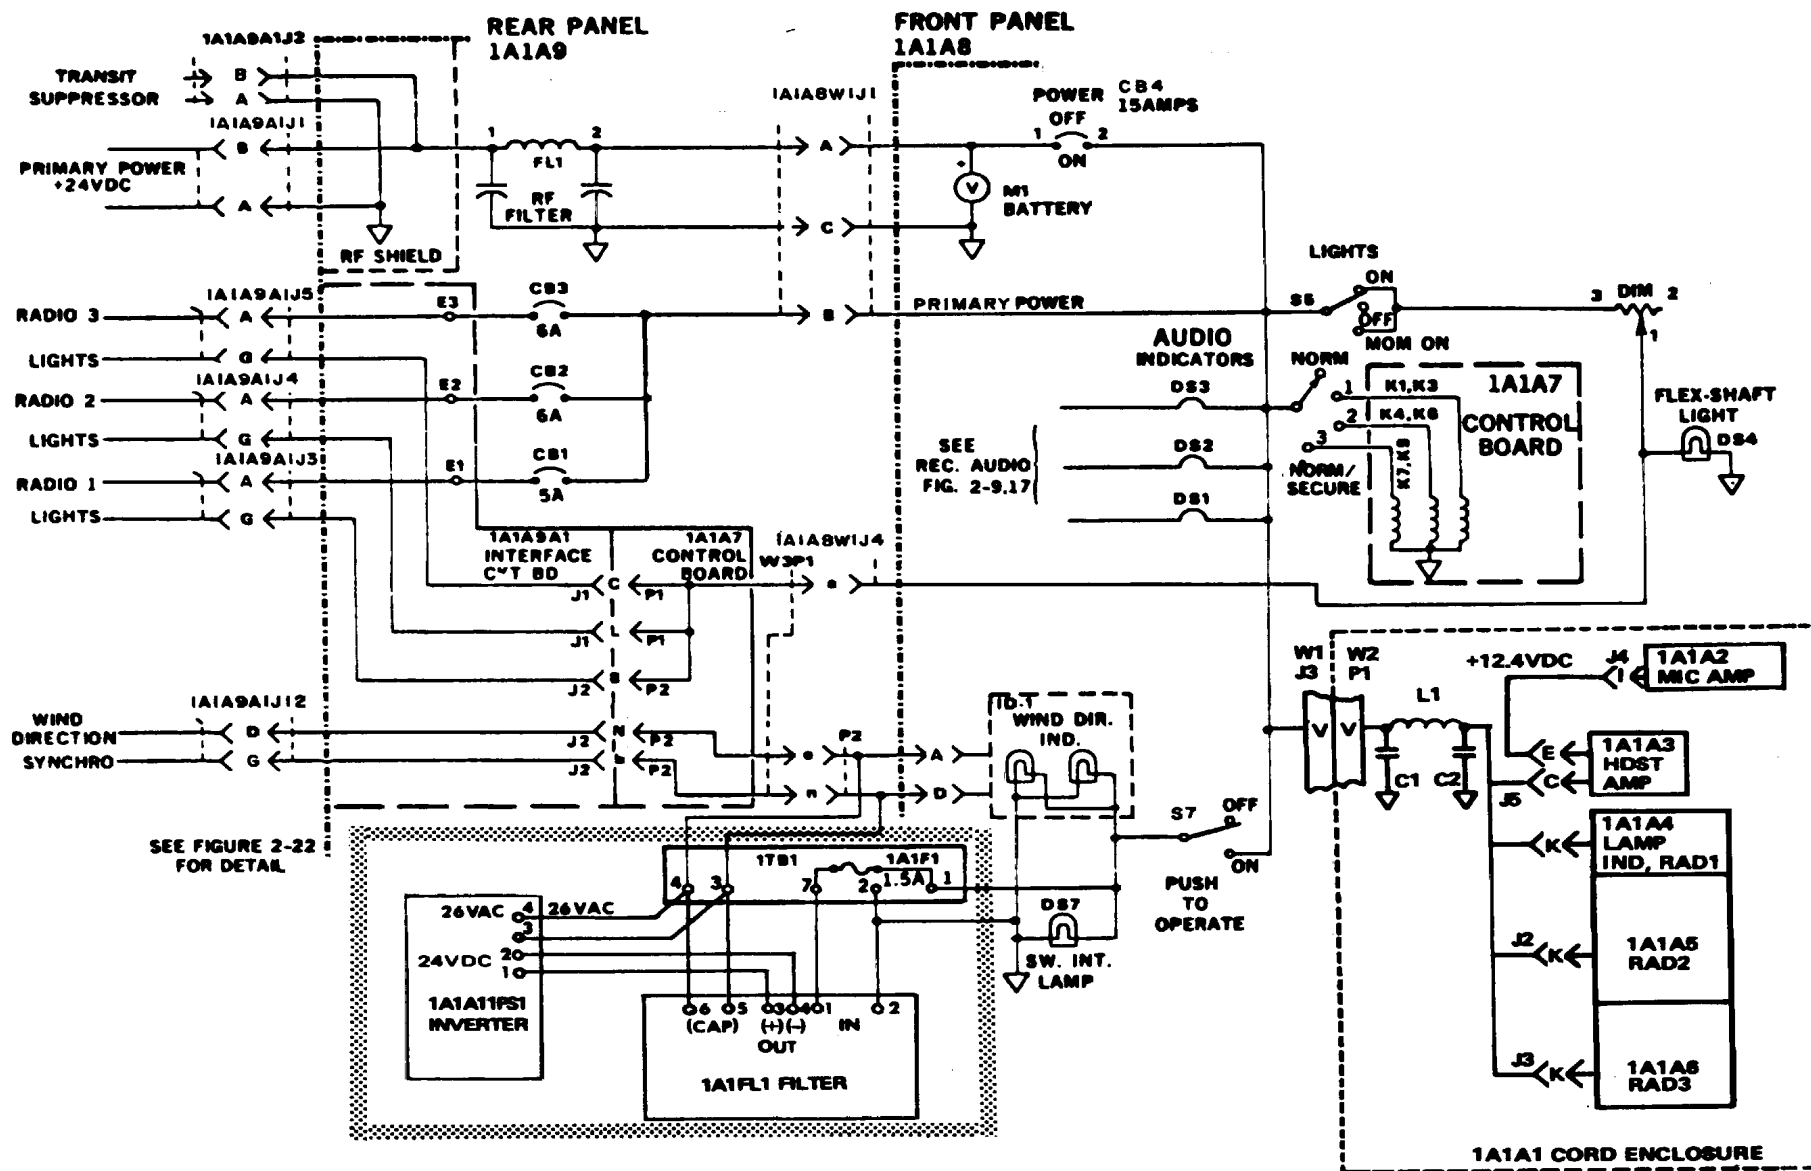 REAR PANEL
1A1A9
FRONT PANEL
1A1A8
1A1A9A1J2
TRANSIT
SUPPRESSOR
B
A
1A1A9A1J1
B
PRIMARY POWER
+24VDC
A
RF SHIELD
1
2
FL1
RF
FILTER
1A1A8W1J1
A
C
B
POWER
OFF
CB4
15AMPS
1
2
ON
+
V
M1
BATTERY
PRIMARY POWER
RADIO 3
1A1A9A1J5
A
E3
CB3
6A
LIGHTS
G
1A1A9A1J4
RADIO 2
A
E2
CB2
6A
LIGHTS
G
1A1A9A1J3
RADIO 1
A
E1
CB1
5A
LIGHTS
G
LIGHTS
ON
S6
OFF
MOM ON
3 DIM 2
1
AUDIO
INDICATORS
DS3
DS2
DS1
SEE
REC. AUDIO
FIG. 2-9,17
NORM
1
2
3
NORM/
SECURE
K1,K3
K4,K6
K7,K9
1A1A7
CONTROL
BOARD
FLEX-SHAFT
LIGHT
DS4
1A1A9A1
INTERFACE
CKT BD
1A1A7
CONTROL
BOARD
W3P1
1A1A8W1J4
J1
C
P1
J1
L
P1
J2
P2
1A1A9A1J12
WIND
DIRECTION
SYNCHRO
D
G
J2
N
P2
J2
P2
P2
A
n
D
ID-1
WIND DIR.
IND.
SEE FIGURE 2-22
FOR DETAIL
S7
OFF
ON
PUSH
TO
OPERATE
DS7
SW. INT.
LAMP
1TB1
1A1F1
1.5A
4
3
7
2
1
26VAC
4
26VAC
3
24VDC
2
1
1A1A11PS1
INVERTER
6
5
3
4
1
2
(CAP)
(+)
(-)
IN
OUT
1A1FL1 FILTER
W1
J3
W2
P1
V
V
L1
C1
C2
+12.4VDC
J4
1A1A2
MIC AMP
E
C
J5
1A1A3
HDST
AMP
K
1A1A4
LAMP
IND, RAD1
J2
K
1A1A5
RAD2
J3
K
1A1A6
RAD3
1A1A1 CORD ENCLOSURE